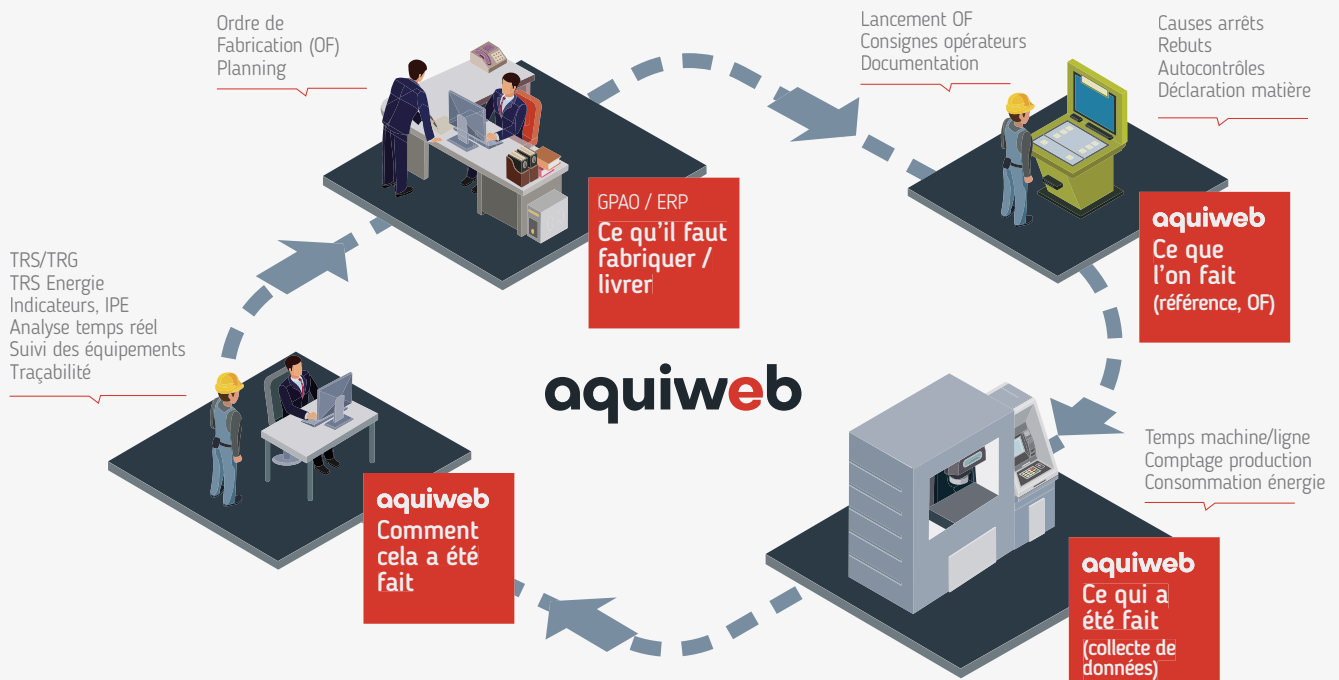 Ordre de
Fabrication (OF)
Planning
GPAO / ERP
Ce qu'il faut
fabriquer /
livrer
Lancement OF
Consignes opérateurs
Documentation
Causes arrêts
Rebuts
Autocontrôles
Déclaration matière
aquiweb
Ce que
l'on fait
(référence, OF)
TRS/TRG
TRS Energie
Indicateurs, IPE
Analyse temps réel
Suivi des équipements
Traçabilité
aquiweb
Temps machine/ligne
Comptage production
Consommation énergie
aquiweb
Comment
cela a été
fait
aquiweb
Ce qui a
été fait
(collecte de
données)